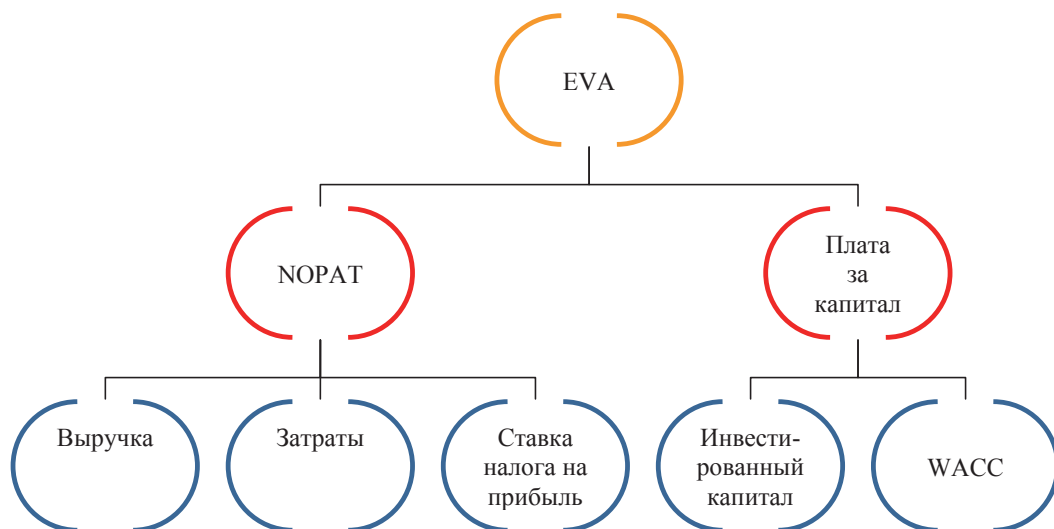 EVA
NOPAT
Плата
за
капитал
Выручка
Затраты
Ставка
налога на
прибыль
Инвести-
рованный
капитал
WACC